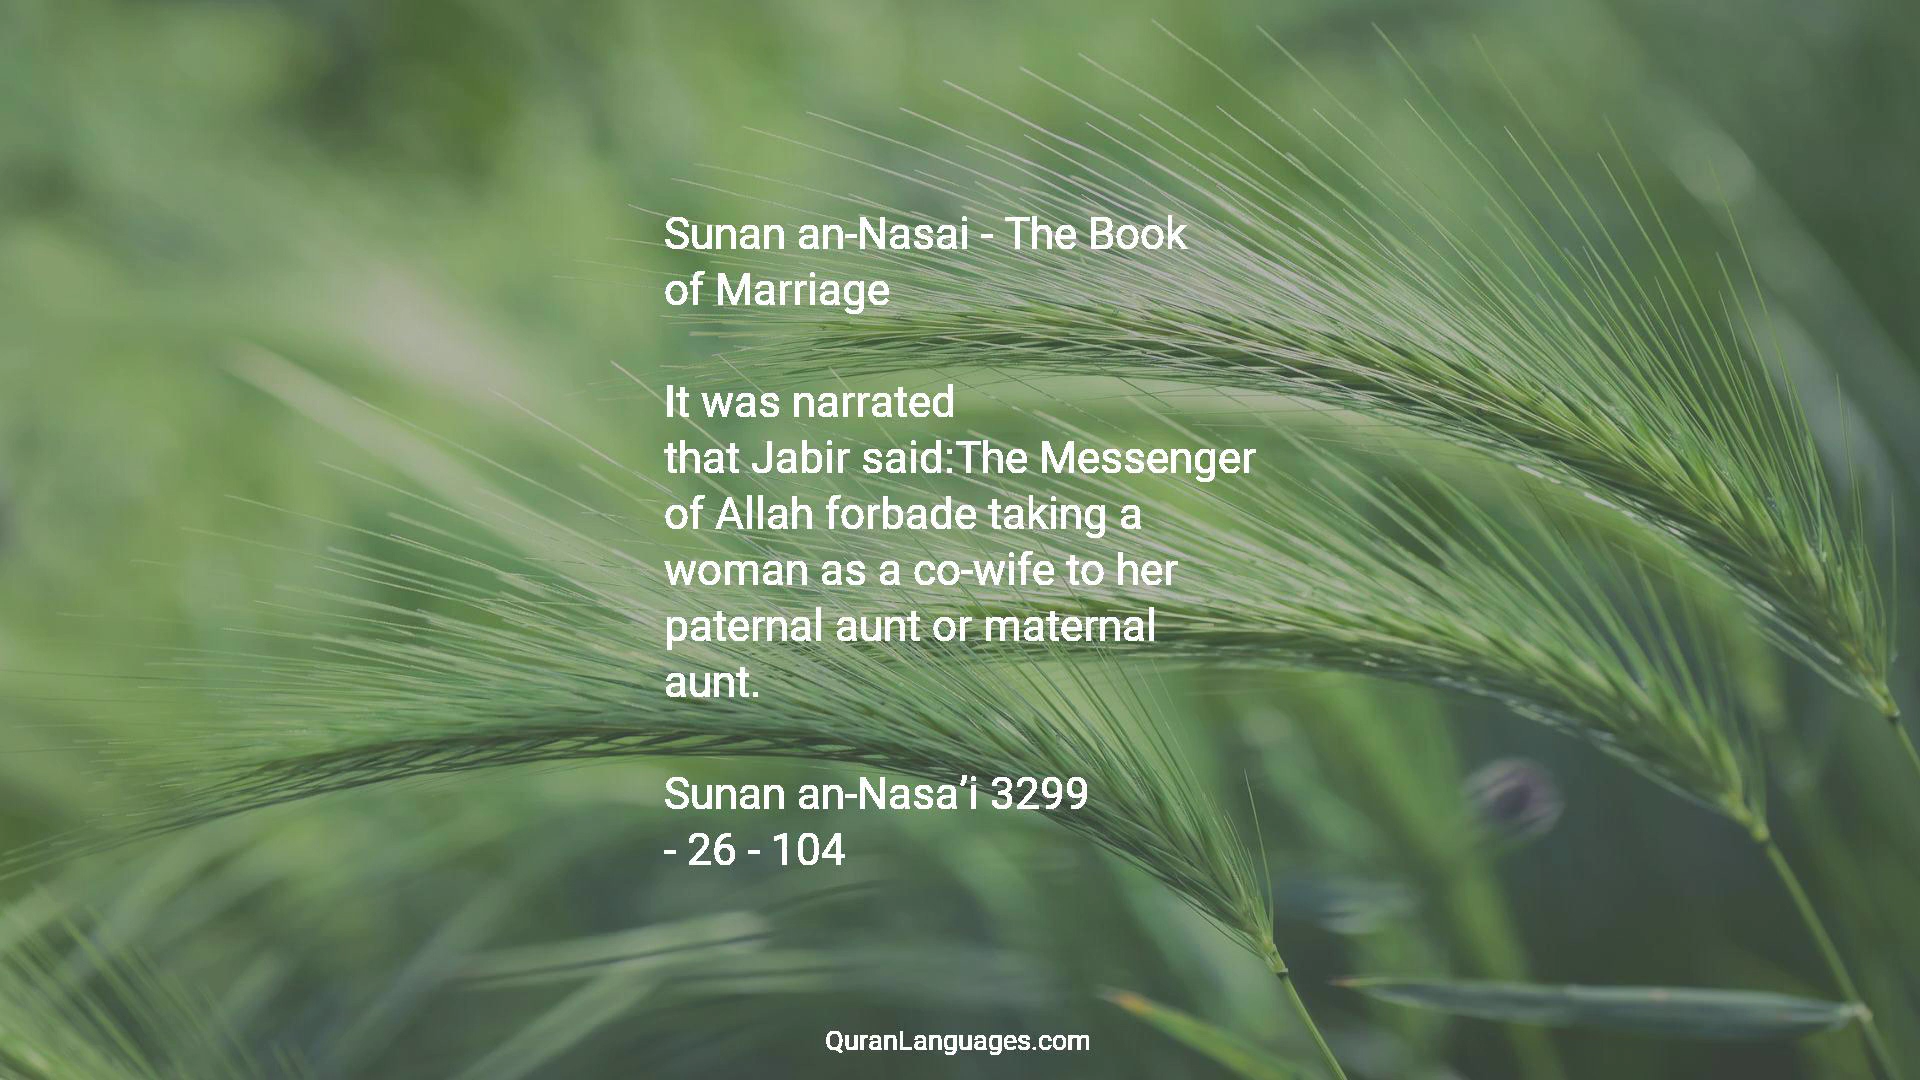 Sunan an-Nasai - The Book
of Marriage
It was narrated
that Jabir said:The Messenger
of Allah forbade taking a
woman as a co-wife to her
paternal aunt or maternal
aunt.
Sunan an-Nasa’i 3299
- 26 - 104
QuranLanguages.com